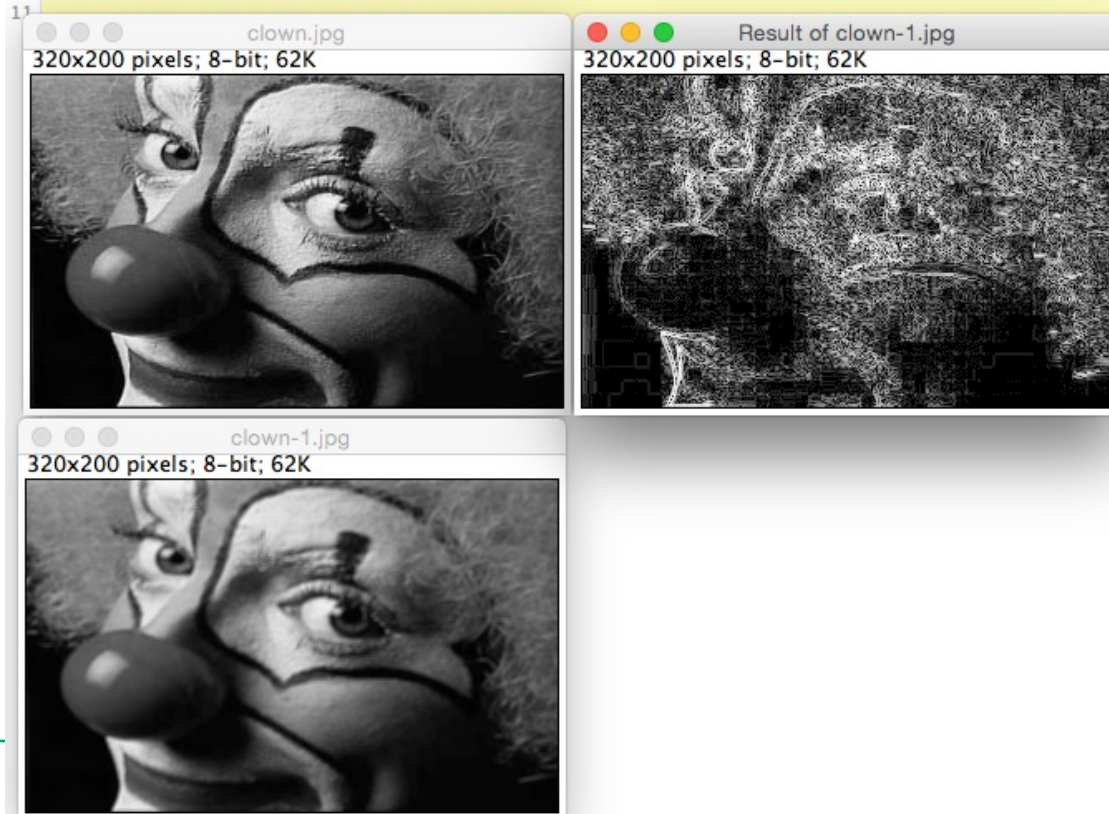 11
clown.jpg
320x200 pixels; 8-bit; 62K
Result of clown-1.jpg
320x200 pixels; 8-bit; 62K
clown-1.jpg
320x200 pixels; 8-bit; 62K